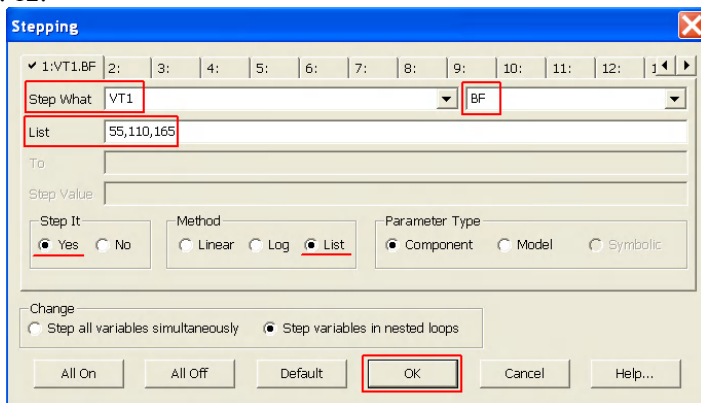 Stepping
✔ 1:VT1.BF 2: 3: 4: 5: 6: 7: 8: 9: 10: 11: 12:
Step What VT1 BF
List 55,110,165
To
Step Value
Step It Method Parameter Type
Yes No Linear Log List Component Model Symbolic
Change
Step all variables simultaneously Step variables in nested loops
All On All Off Default OK Cancel Help...